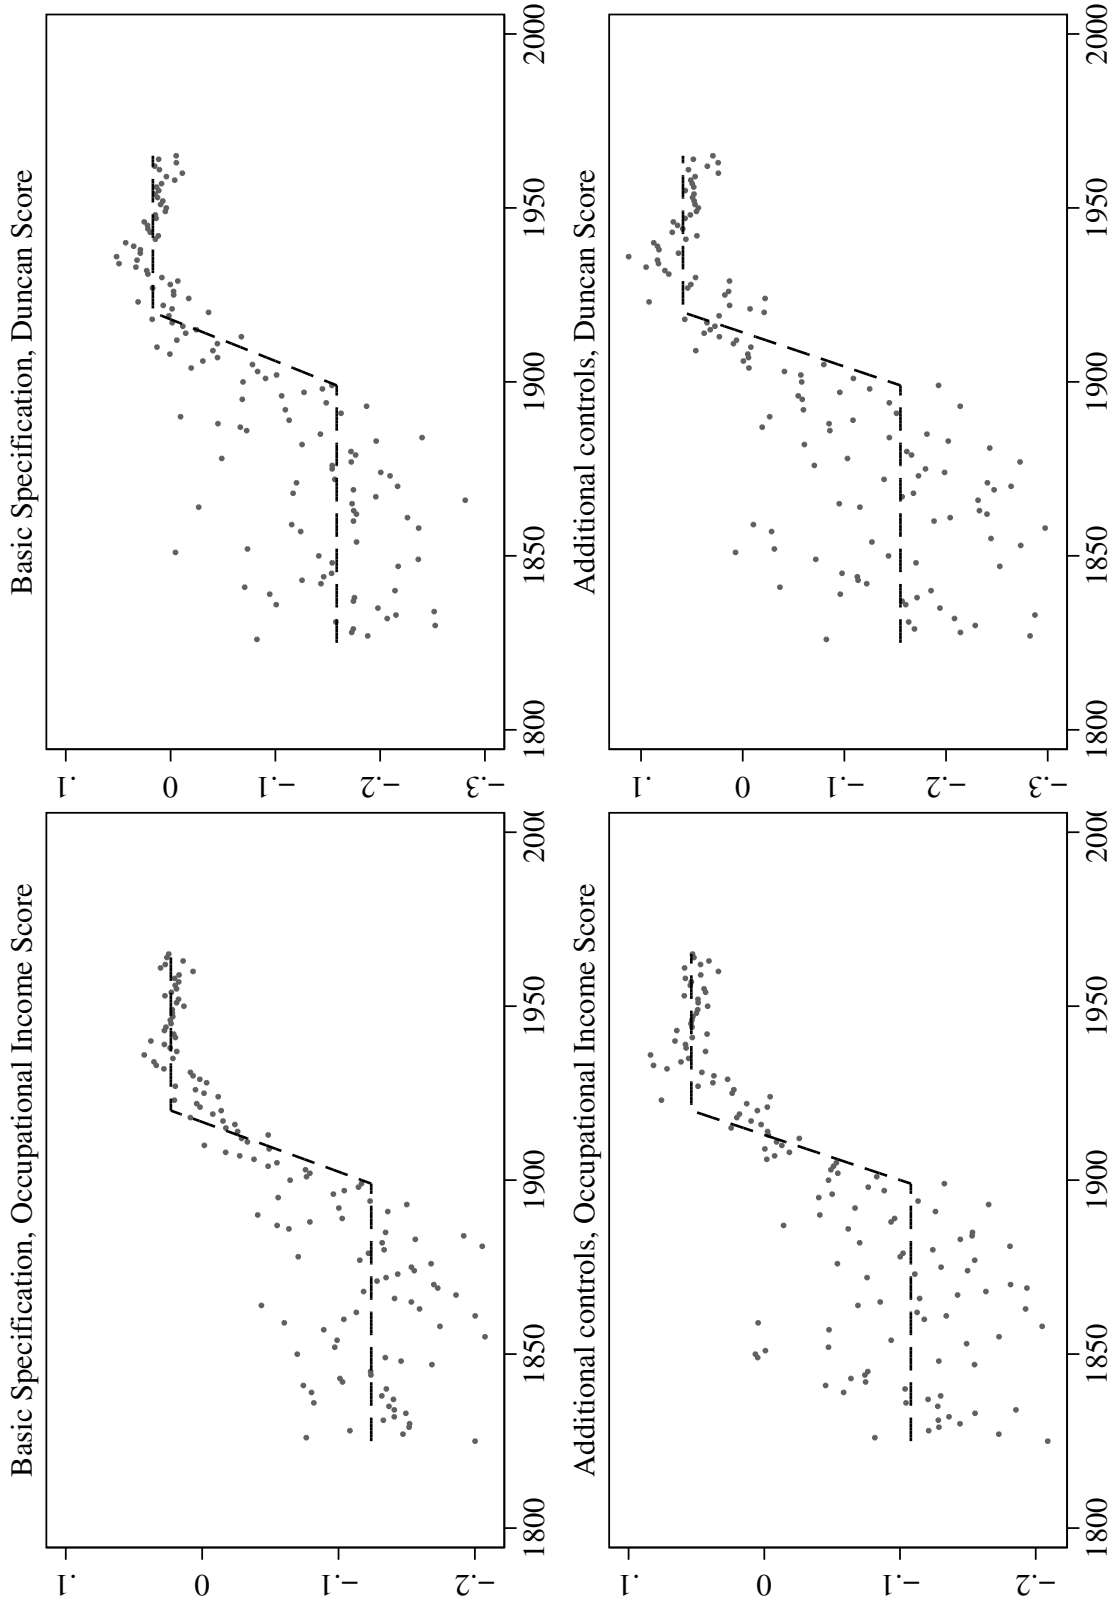 Basic Specification, Occupational Income Score
.1
0
−.1
−.2
1800 1850 1900 1950 2000
Basic Specification, Duncan Score
.1
0
−.1
−.2
−.3
1800 1850 1900 1950 2000
Additional controls, Occupational Income Score
.1
0
−.1
−.2
1800 1850 1900 1950 2000
Additional controls, Duncan Score
.1
0
−.1
−.2
−.3
1800 1850 1900 1950 2000